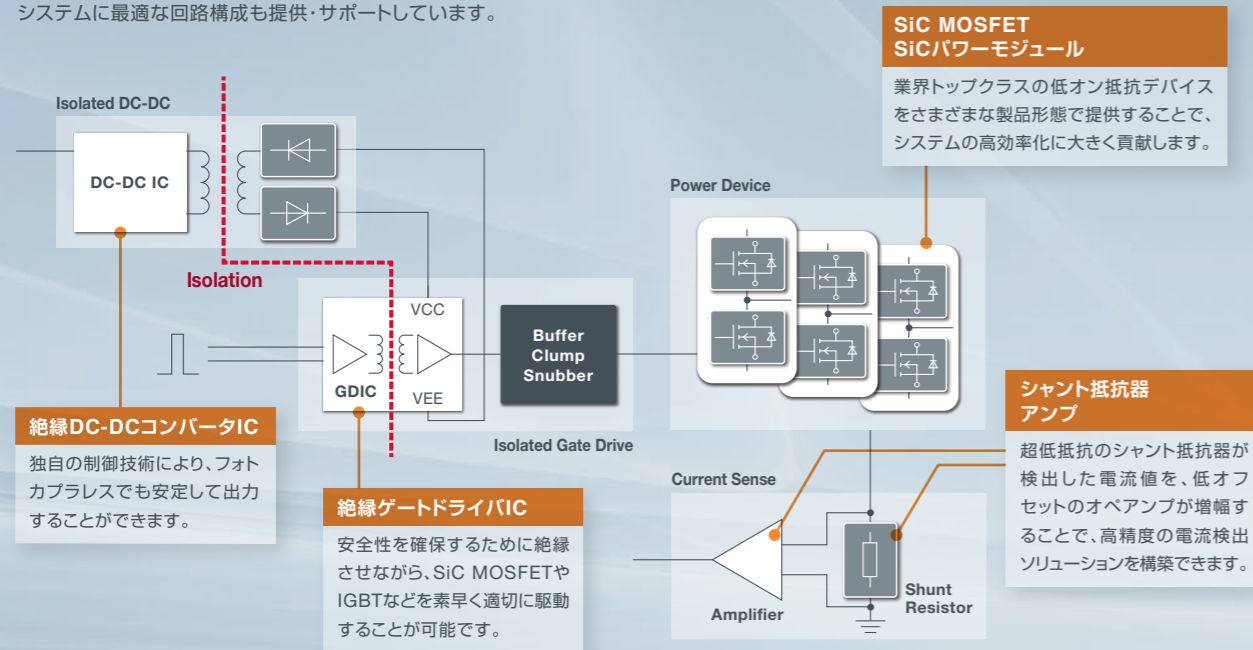 システムに最適な回路構成も提供・サポートしています。
SiC MOSFET
SiCパワーモジュール
業界トップクラスの低オン抵抗デバイス
をさまざまな製品形態で提供することで、
システムの高効率化に大きく貢献します。
Isolated DC-DC
DC-DC IC
Isolation
Power Device
VCC
GDIC
VEE
Buffer
Clump
Snubber
Isolated Gate Drive
絶縁DC-DCコンバータIC
独自の制御技術により、フォト
カプラレスでも安定して出力
することができます。
絶縁ゲートドライバIC
安全性を確保するために絶縁
させながら、SiC MOSFETや
IGBTなどを素早く適切に駆動
することが可能です。
Current Sense
Amplifier
Shunt
Resistor
シャント抵抗器
アンプ
超低抵抗のシャント抵抗器が
検出した電流値を、低オフ
セットのオペアンプが増幅す
ることで、高精度の電流検出
ソリューションを構築できます。